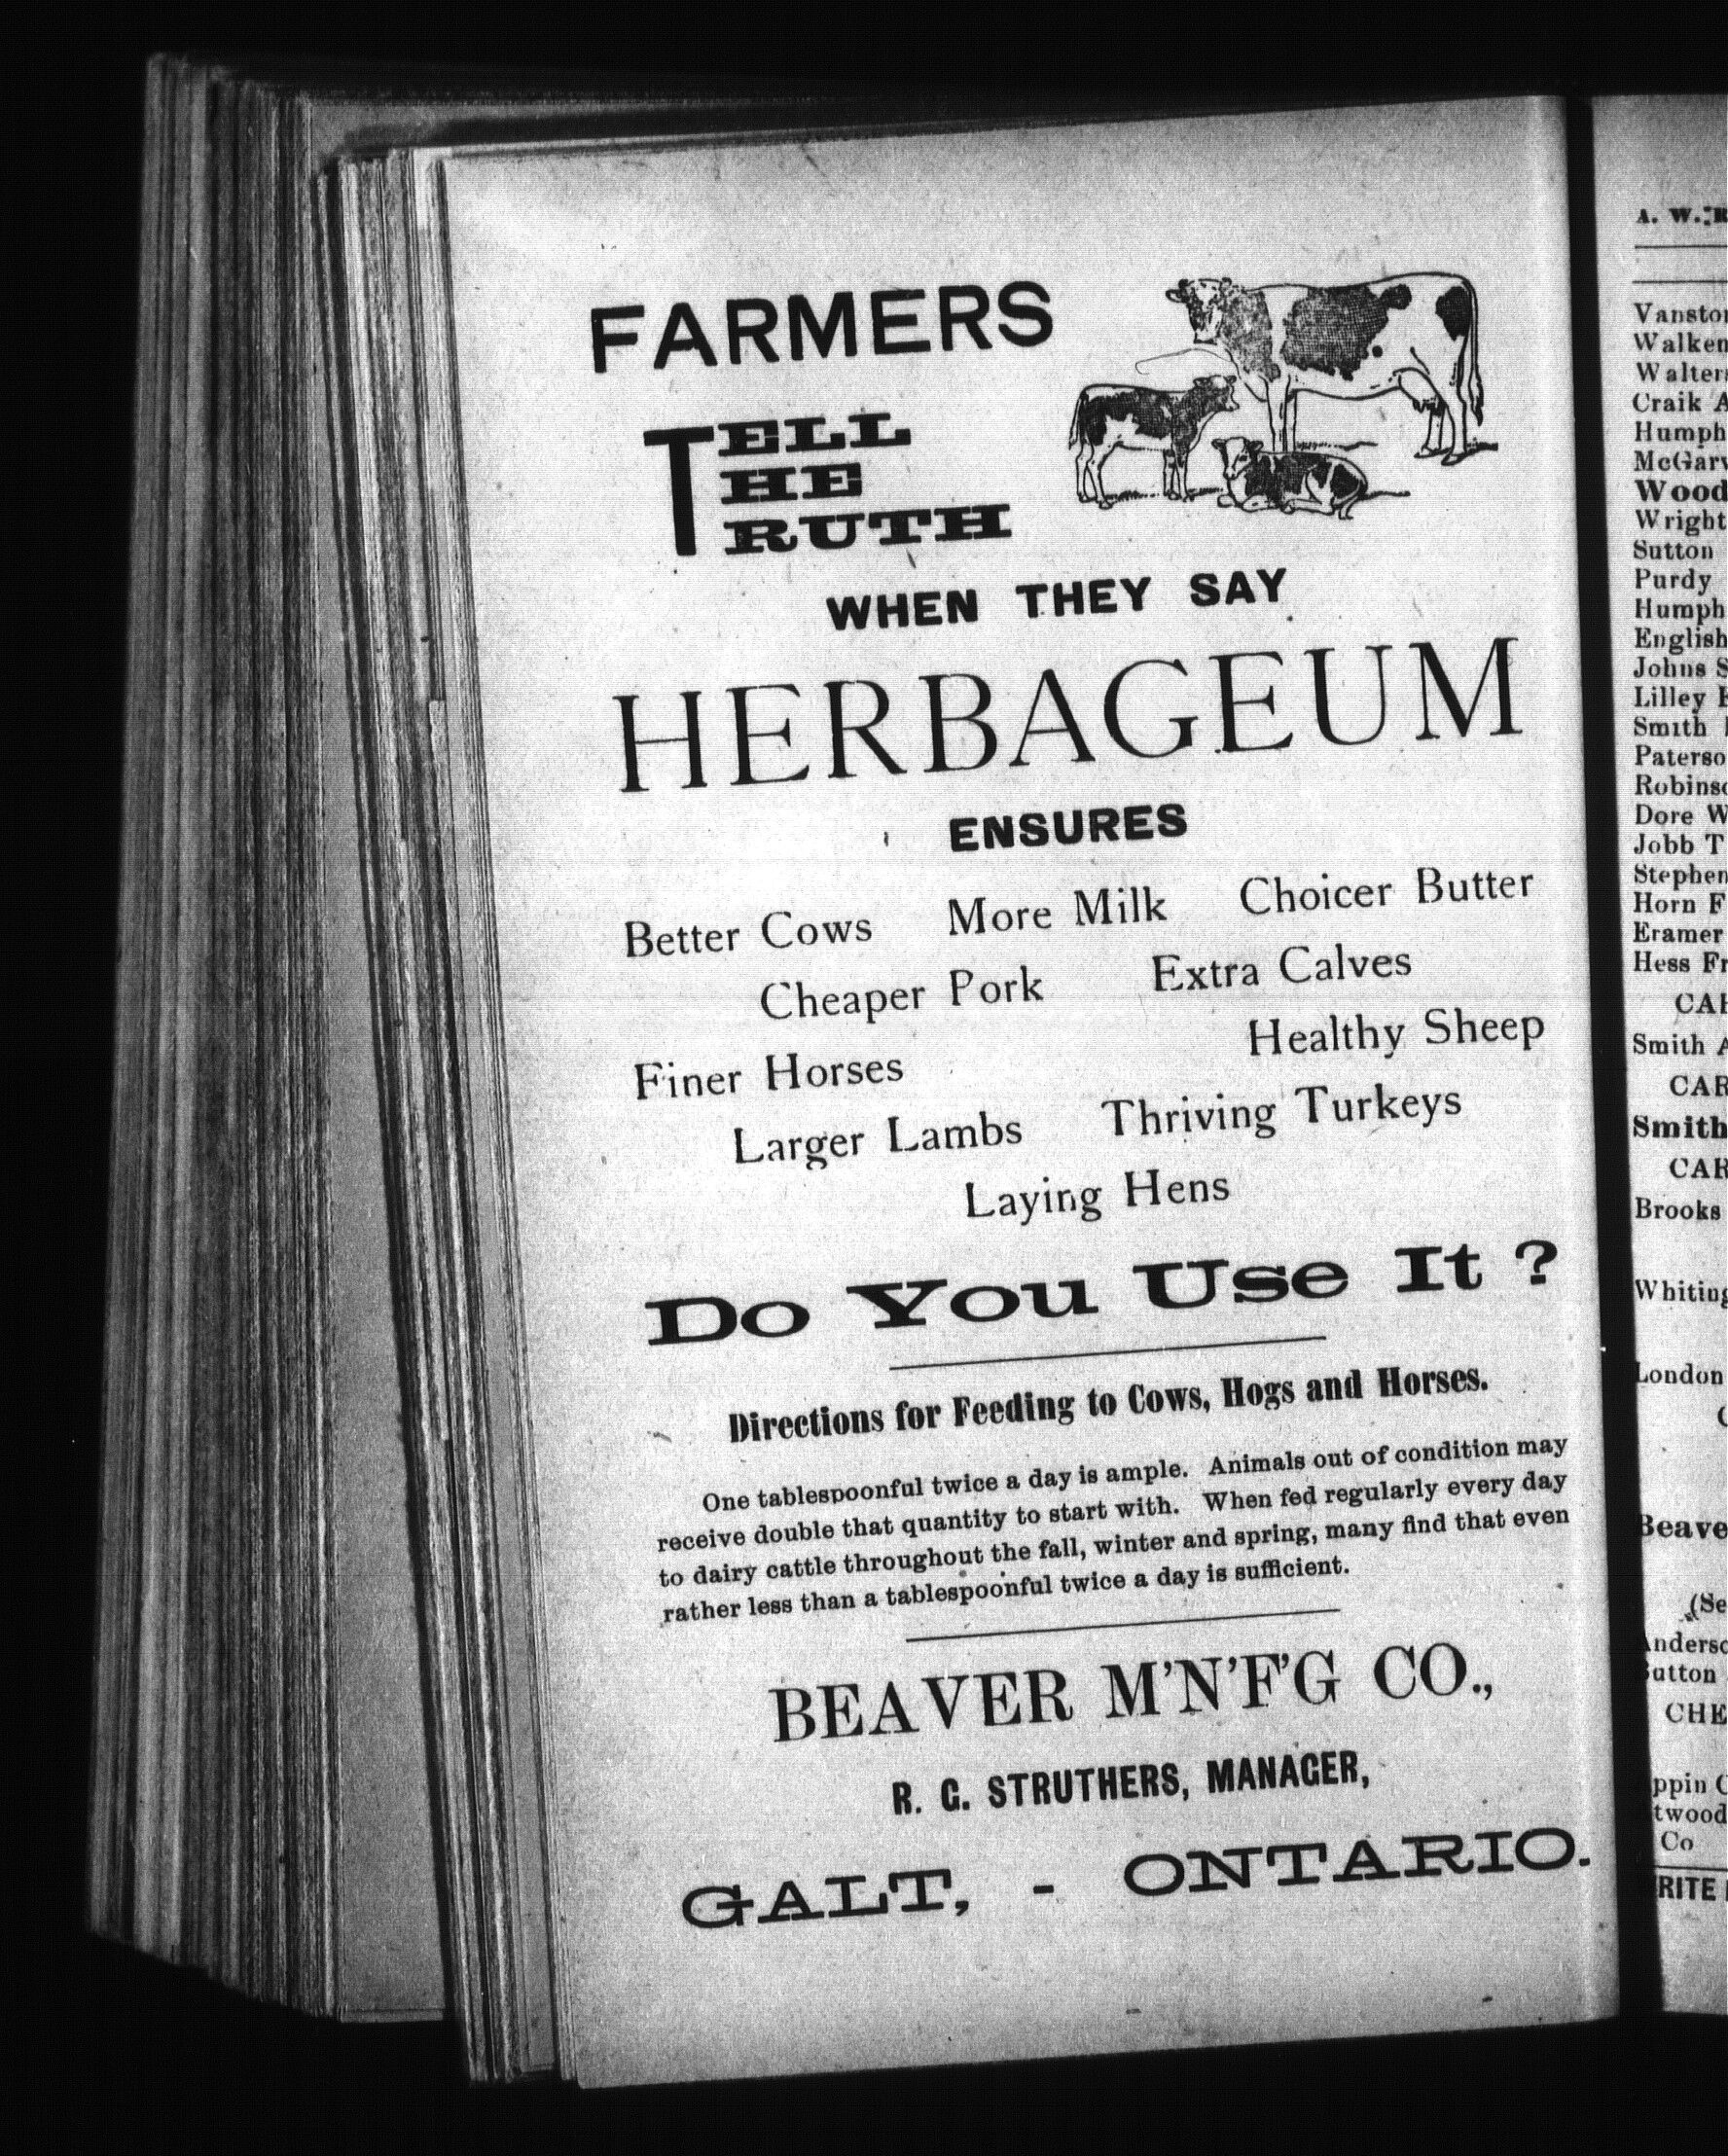 FARMERS
TELL
THE
TRUTH
WHEN THEY SAY
HERBAGEUM
ENSURES
Better Cows More Milk Choicer Butter
Cheaper Pork Extra Calves
Finer Horses Healthy Sheep
Larger Lambs Thriving Turkeys
Laying Hens
Do You Use It ?
Directions for Feeding to Cows, Hogs and Horses.
One tablespoonful twice a day is ample. Animals out of condition may
receive double that quantity to start with. When fed regularly every day
to dairy cattle throughout the fall, winter and spring, many find that even
rather less than a tablespoonful twice a day is sufficient.
BEAVER M'N'F'G CO.,
R. G. STRUTHERS, MANAGER,
GALT, - ONTARIO.
A. W.
Walken
Walters
Craik A
Humph
McGarv
Wood
Wright
Sutton
Purdy
Humph
English
Johns S
Lilley
Smith
Paterso
Robinso
Dore W
Jobb T
Stephen
Horn F
Eramer
Hess Fr
CAR
Smith A
CAR
Smith
CAR
Brooks
Whiting
London
Beave
(Se
CHE
Co